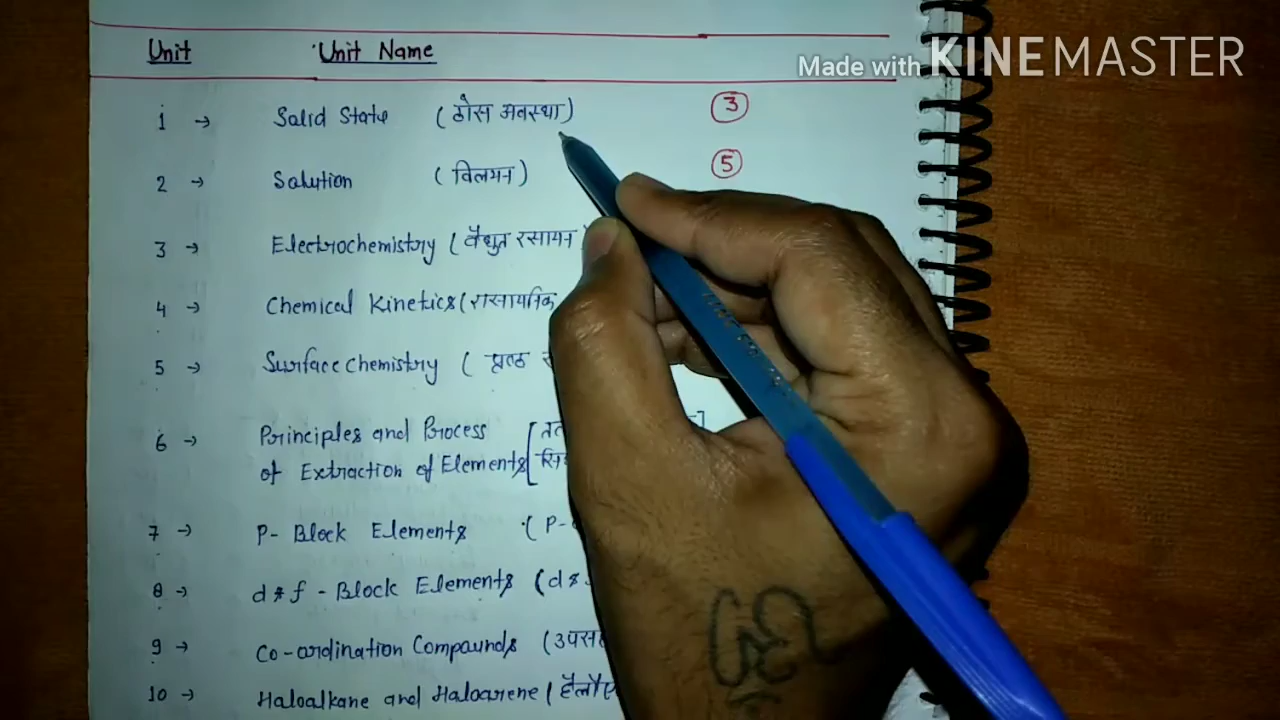 Unit Unit Name
Made with KINEMASTER
1 → Solid State (ठोस अवस्था) 3
2 → Solution (विलयन) 5
3 → Electrochemistry (वैधुत रसायन
4 → Chemical Kinetics (रासायनिक
5 → Surface Chemistry ( पृष्ठ
6 → Principles and Process
of Extraction of Elements
7 → P- Block Elements (P-
8 → d & f - Block Elements (d &
9 → Co-ordination Compounds (उपसह
10 → Haloalkane and Haloarene (हैलोए